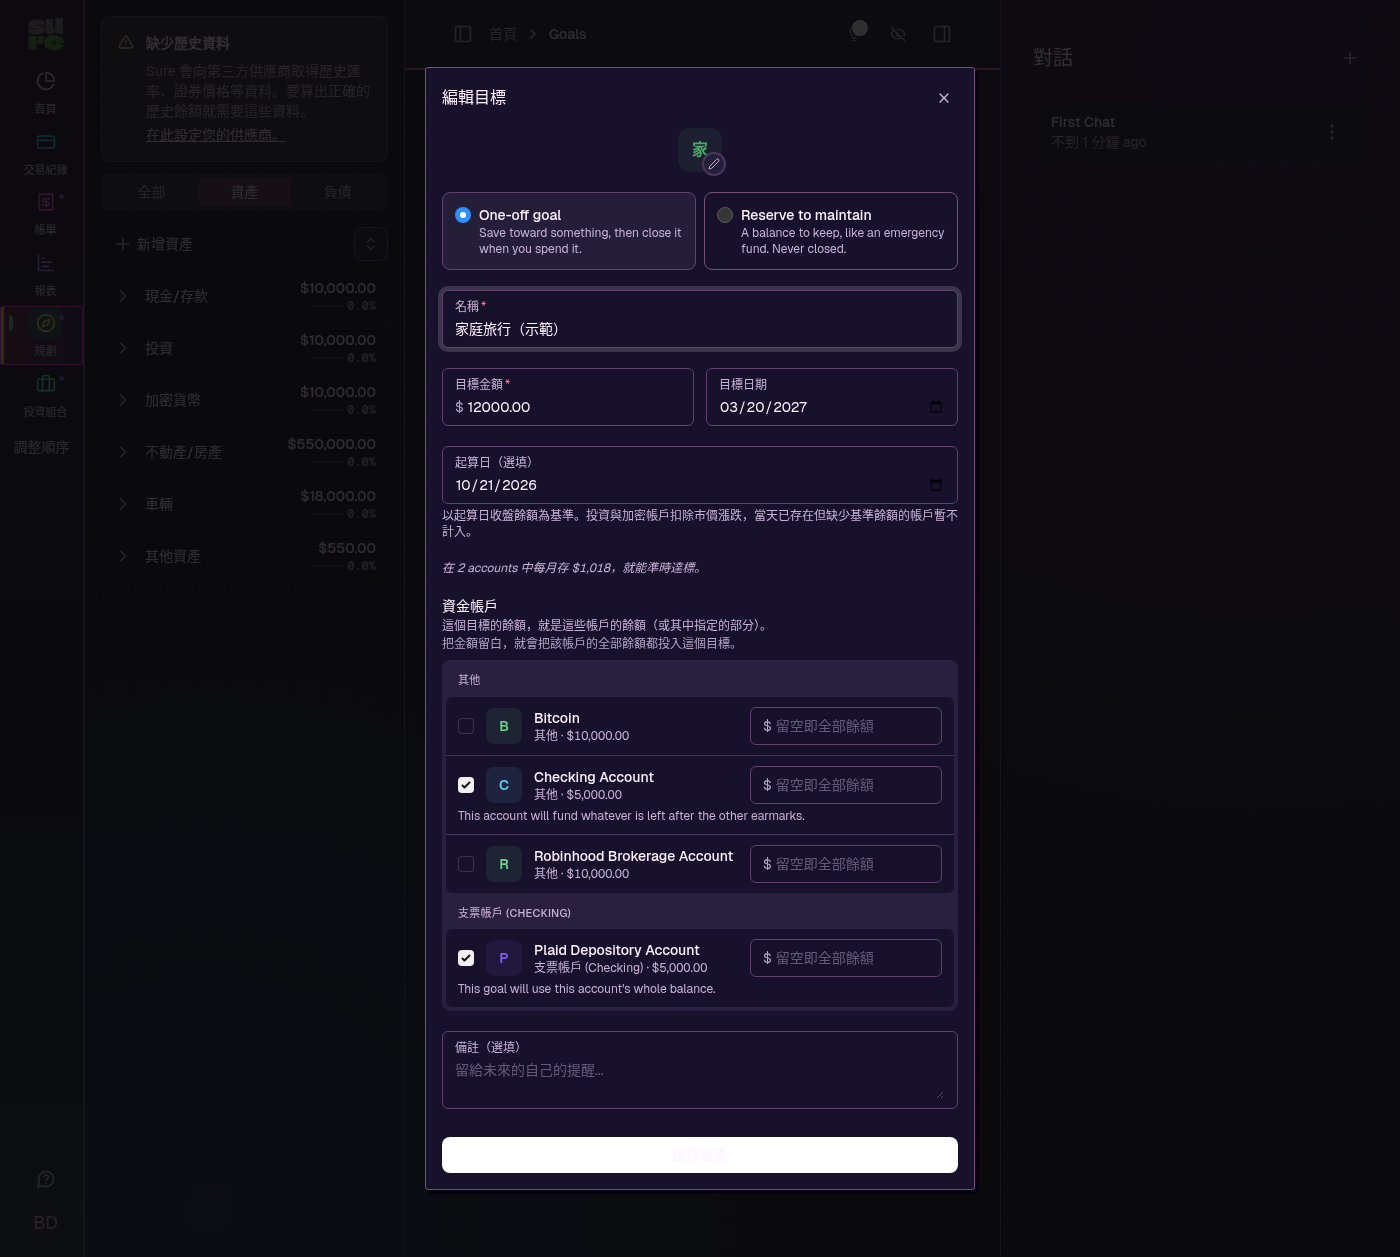 sure
首頁
交易紀錄
帳單
報表
規劃
投資組合
調整順序
BD
缺少歷史資料
Sure 會向第三方供應商取得歷史匯
率、證券價格等資料。要算出正確的
歷史餘額就需要這些資料。
在此設定您的供應商。
全部
資產
負債
新增資產
現金/存款
$10,000.00
0.0%
投資
$10,000.00
0.0%
加密貨幣
$10,000.00
0.0%
不動產/房產
$550,000.00
0.0%
車輛
$18,000.00
0.0%
其他資產
$550.00
0.0%
首頁 > Goals
編輯目標
家
One-off goal
Save toward something, then close it
when you spend it.
Reserve to maintain
A balance to keep, like an emergency
fund. Never closed.
名稱 *
家庭旅行（示範）
目標金額 *
$ 12000.00
目標日期
03/20/2027
起算日（選填）
10/21/2026
以起算日收盤餘額為基準。投資與加密帳戶扣除市價漲跌，當天已存在但缺少基準餘額的帳戶暫不
計入。
在 2 accounts 中每月存 $1,018，就能準時達標。
資金帳戶
這個目標的餘額，就是這些帳戶的餘額（或其中指定的部分）。
把金額留白，就會把該帳戶的全部餘額都投入這個目標。
其他
B
Bitcoin
其他 · $10,000.00
$ 留空即全部餘額
C
Checking Account
其他 · $5,000.00
$ 留空即全部餘額
This account will fund whatever is left after the other earmarks.
R
Robinhood Brokerage Account
其他 · $10,000.00
$ 留空即全部餘額
支票帳戶 (CHECKING)
P
Plaid Depository Account
支票帳戶 (Checking) · $5,000.00
$ 留空即全部餘額
This goal will use this account's whole balance.
備註（選填）
留給未來的自己的提醒...
儲存變更
對話
First Chat
不到 1 分鐘 ago